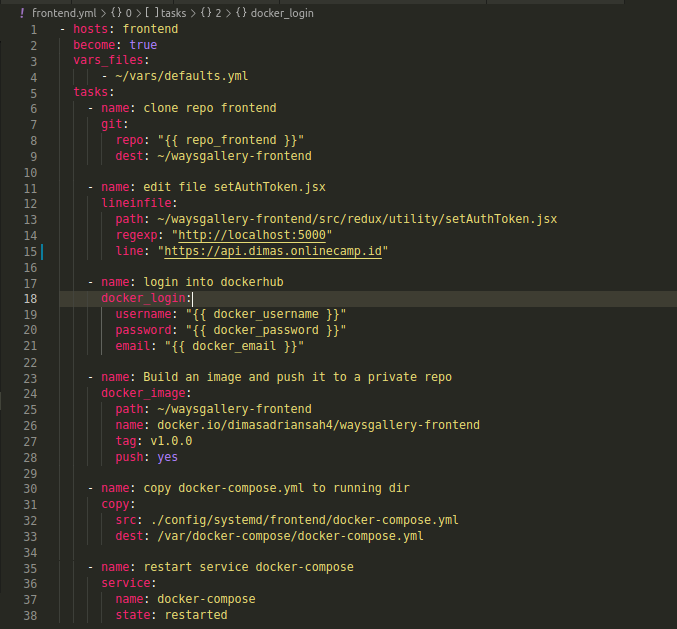 ! frontend.yml > {} 0 > [ ] tasks > {} 2 > {} docker_login
1 - hosts: frontend
2   become: true
3   vars_files:
4       - ~/vars/defaults.yml
5   tasks:
6     - name: clone repo frontend
7       git:
8         repo: "{{ repo_frontend }}"
9         dest: ~/waysgallery-frontend
10
11     - name: edit file setAuthToken.jsx
12       lineinfile:
13         path: ~/waysgallery-frontend/src/redux/utility/setAuthToken.jsx
14         regexp: "http://localhost:5000"
15         line: "https://api.dimas.onlinecamp.id"
16
17     - name: login into dockerhub
18       docker_login:
19         username: "{{ docker_username }}"
20         password: "{{ docker_password }}"
21         email: "{{ docker_email }}"
22
23     - name: Build an image and push it to a private repo
24       docker_image:
25         path: ~/waysgallery-frontend
26         name: docker.io/dimasadriansah4/waysgallery-frontend
27         tag: v1.0.0
28         push: yes
29
30     - name: copy docker-compose.yml to running dir
31       copy:
32         src: ./config/systemd/frontend/docker-compose.yml
33         dest: /var/docker-compose/docker-compose.yml
34
35     - name: restart service docker-compose
36       service:
37         name: docker-compose
38         state: restarted